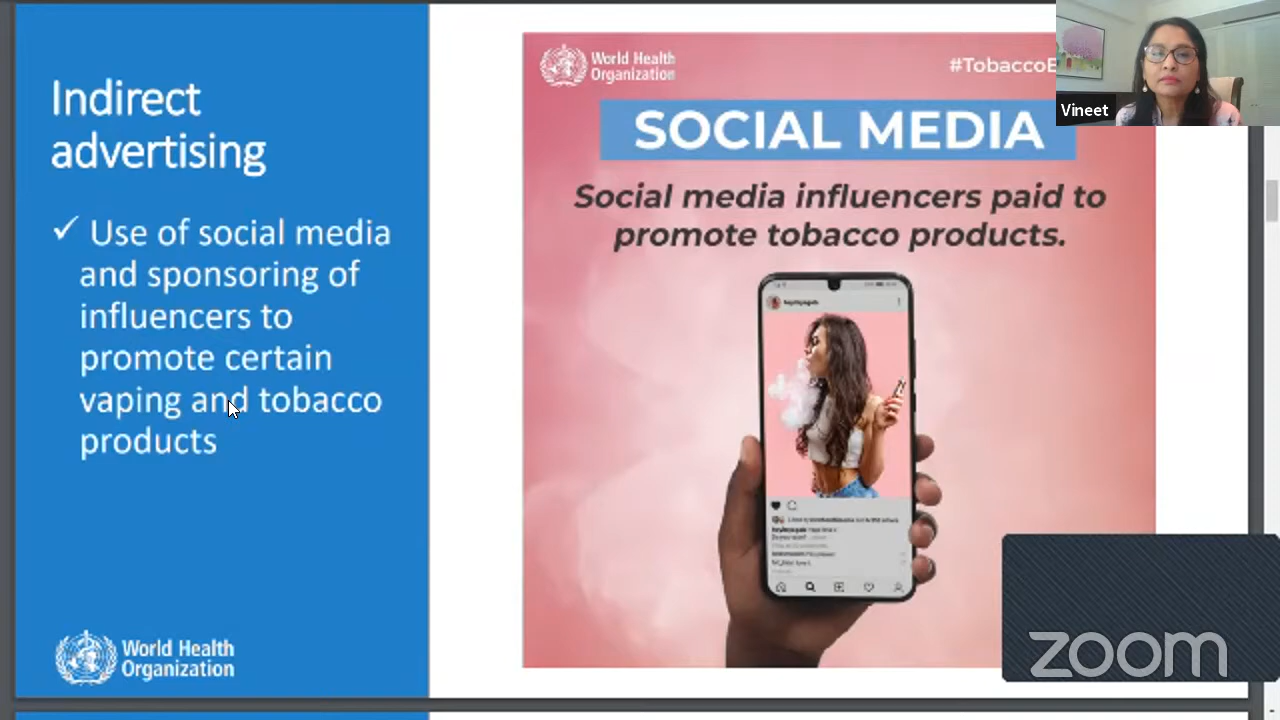 Indirect
advertising
✓ Use of social media
and sponsoring of
influencers to
promote certain
vaping and tobacco
products
World Health
Organization
World Health
Organization
SOCIAL MEDIA
Social media influencers paid to
promote tobacco products.
Vineet
zoom